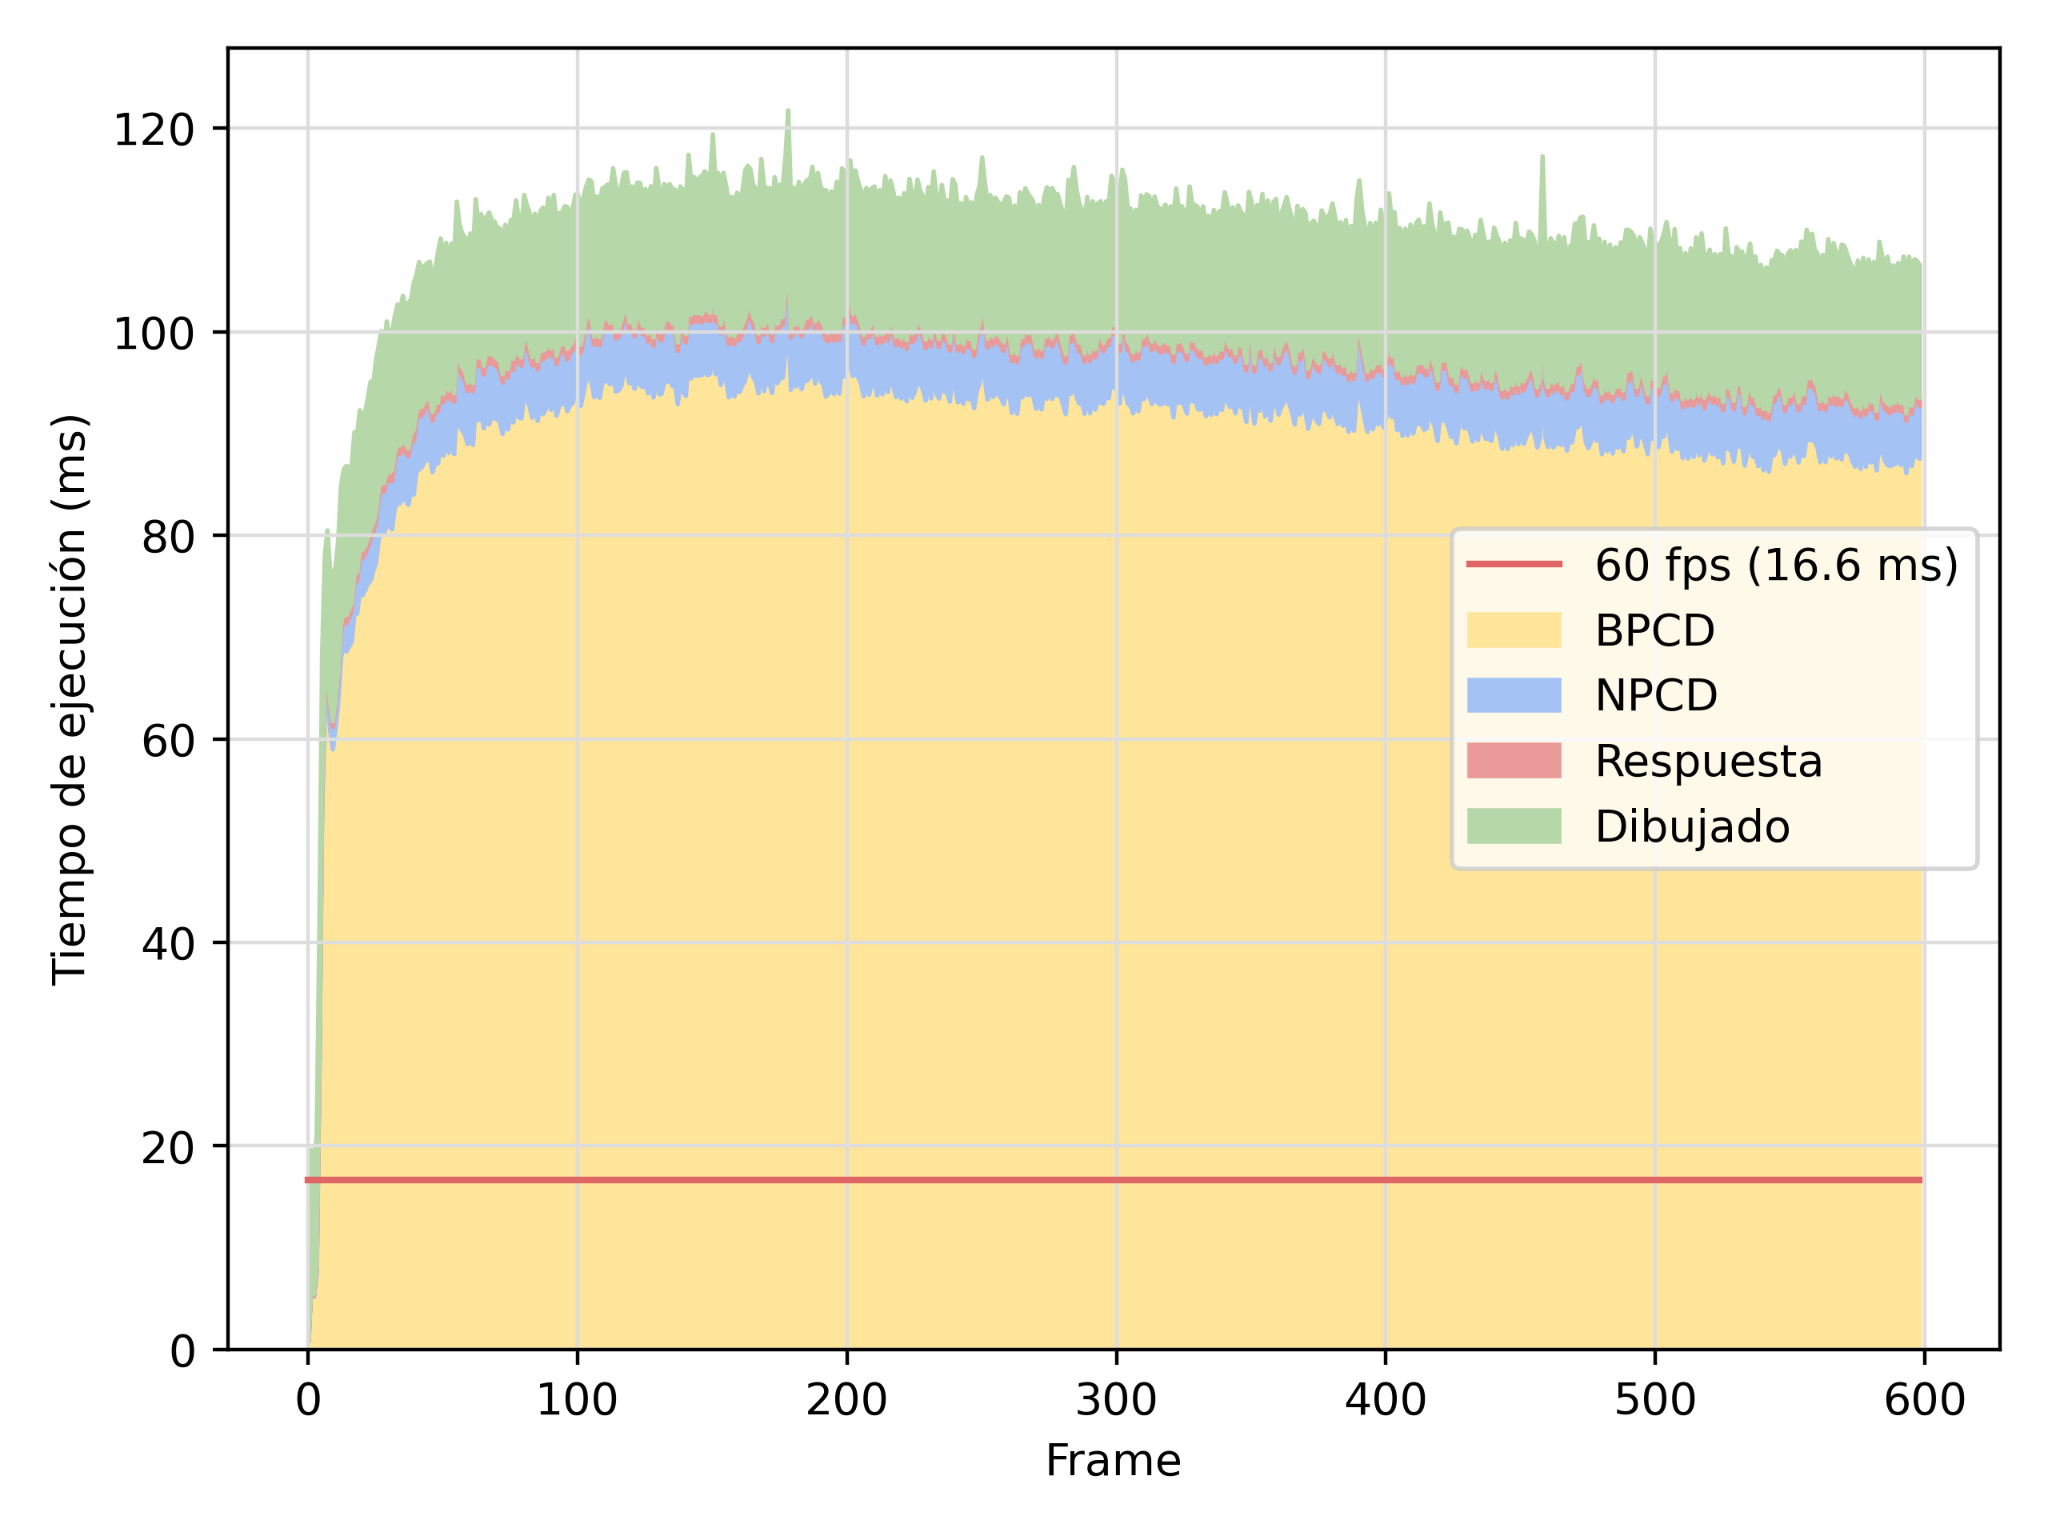 Tiempo de ejecución (ms)
120
100
80
60
40
20
0
0 100 200 300 400 500 600
Frame
60 fps (16.6 ms)
BPCD
NPCD
Respuesta
Dibujado